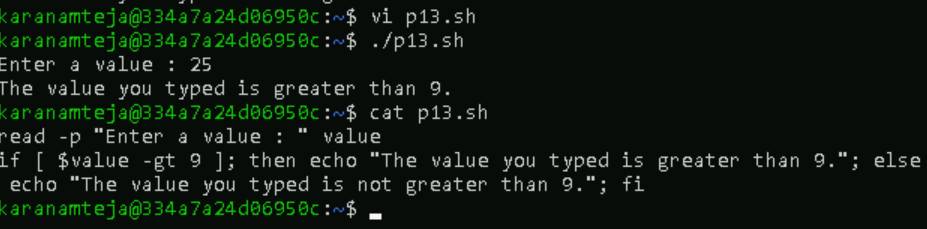 karanamteja@334a7a24d06950c:~$ vi p13.sh
karanamteja@334a7a24d06950c:~$ ./p13.sh
Enter a value : 25
The value you typed is greater than 9.
karanamteja@334a7a24d06950c:~$ cat p13.sh
read -p "Enter a value : " value
if [ $value -gt 9 ]; then echo "The value you typed is greater than 9."; else
 echo "The value you typed is not greater than 9."; fi
karanamteja@334a7a24d06950c:~$